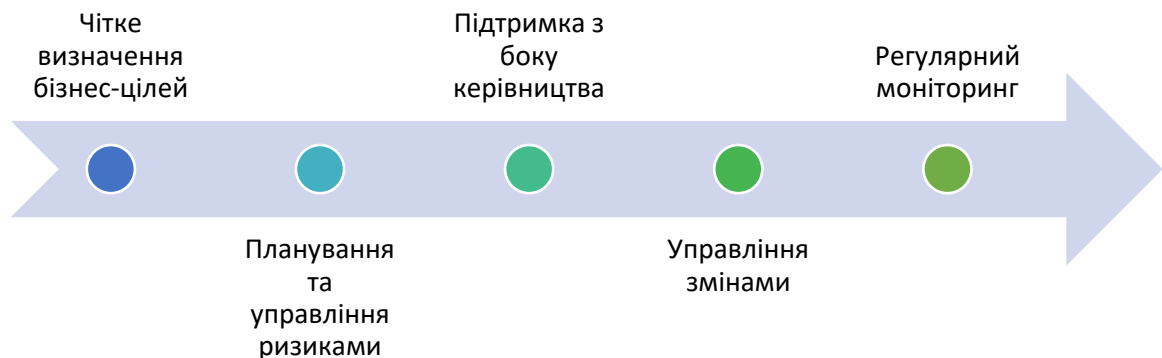 Чітке
визначення
бізнес-цілей
Планування
та
управління
ризиками
Підтримка з
боку
керівництва
Управління
змінами
Регулярний
моніторинг